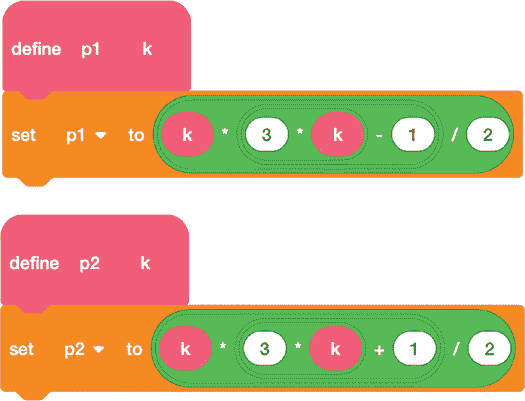 define p1 k
set p1 to k * 3 * k - 1 / 2
define p2 k
set p2 to k * 3 * k + 1 / 2